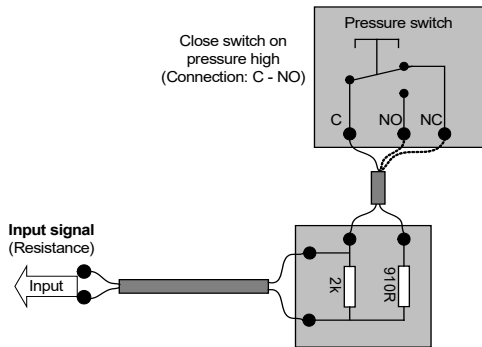 Pressure switch
Close switch on
pressure high
(Connection: C - NO)
C
NO
NC
Input signal
(Resistance)
Input
2k
910R